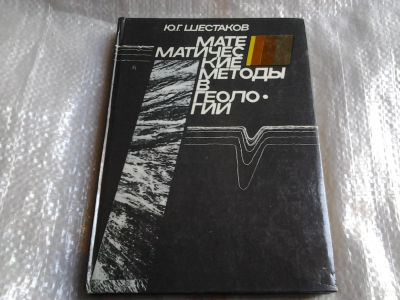 Ю.Г. ШЕСТАКОВ
МАТЕ
МАТИЧЕС
КИЕ
МЕТОДЫ
В
ГЕОЛО •
ГИИ